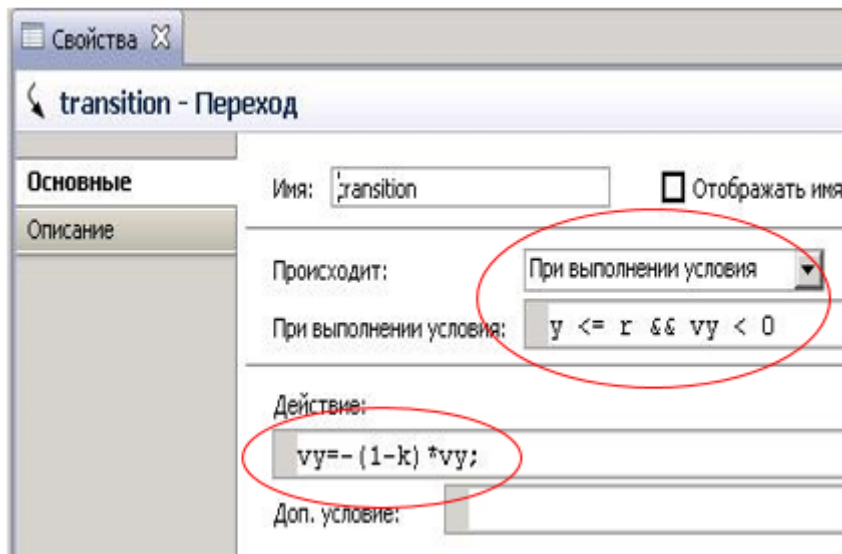 Свойства
transition - Переход
Основные
Описание
Имя: transition Отображать имя
Происходит: При выполнении условия
При выполнении условия: y <= r && vy < 0
Действие:
vy=-(1-k)*vy;
Доп. условие: